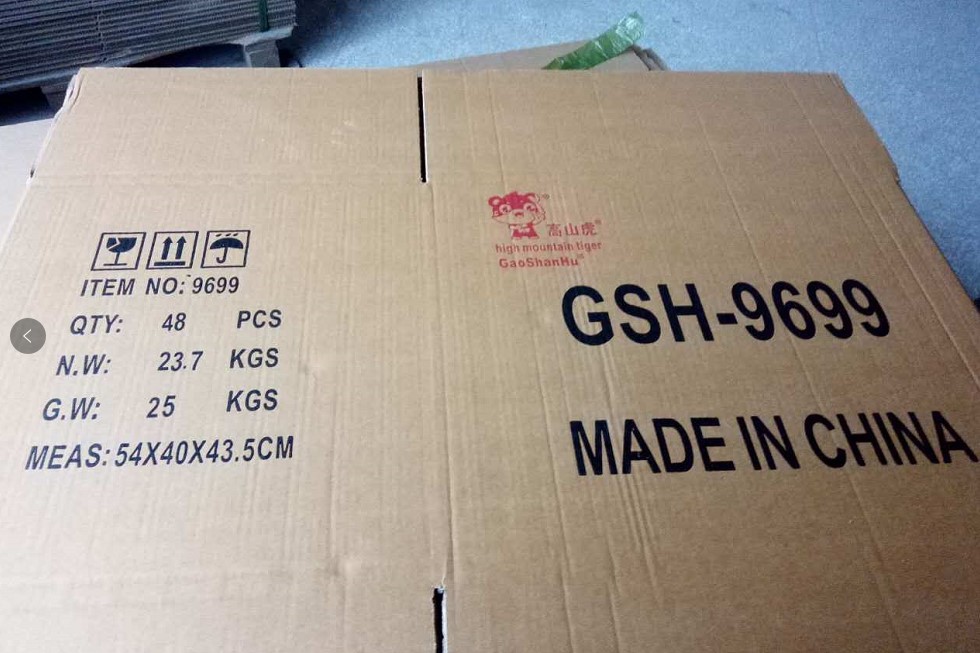 ITEM NO: 9699
QTY: 48 PCS
N.W: 23.7 KGS
G.W: 25 KGS
MEAS: 54X40X43.5CM
高山虎®
high mountain tiger
GaoShanHu®
GSH-9699
MADE IN CHINA